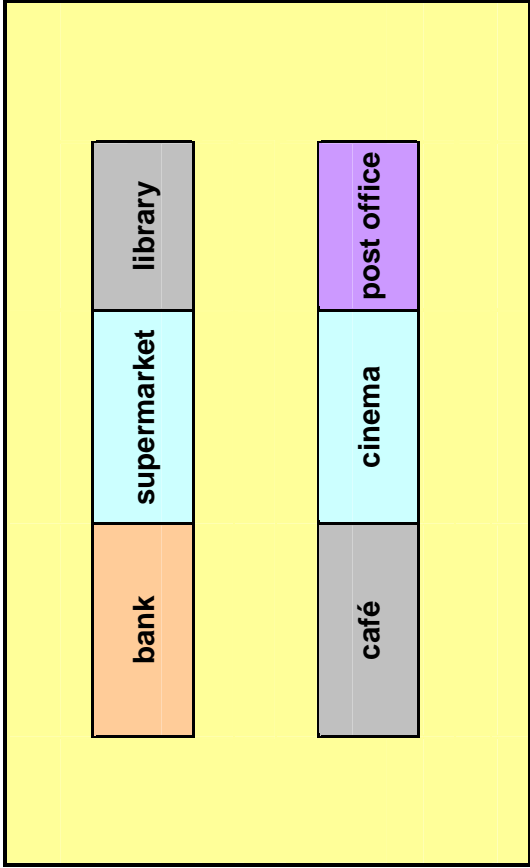 bank
supermarket
library
café
cinema
post office